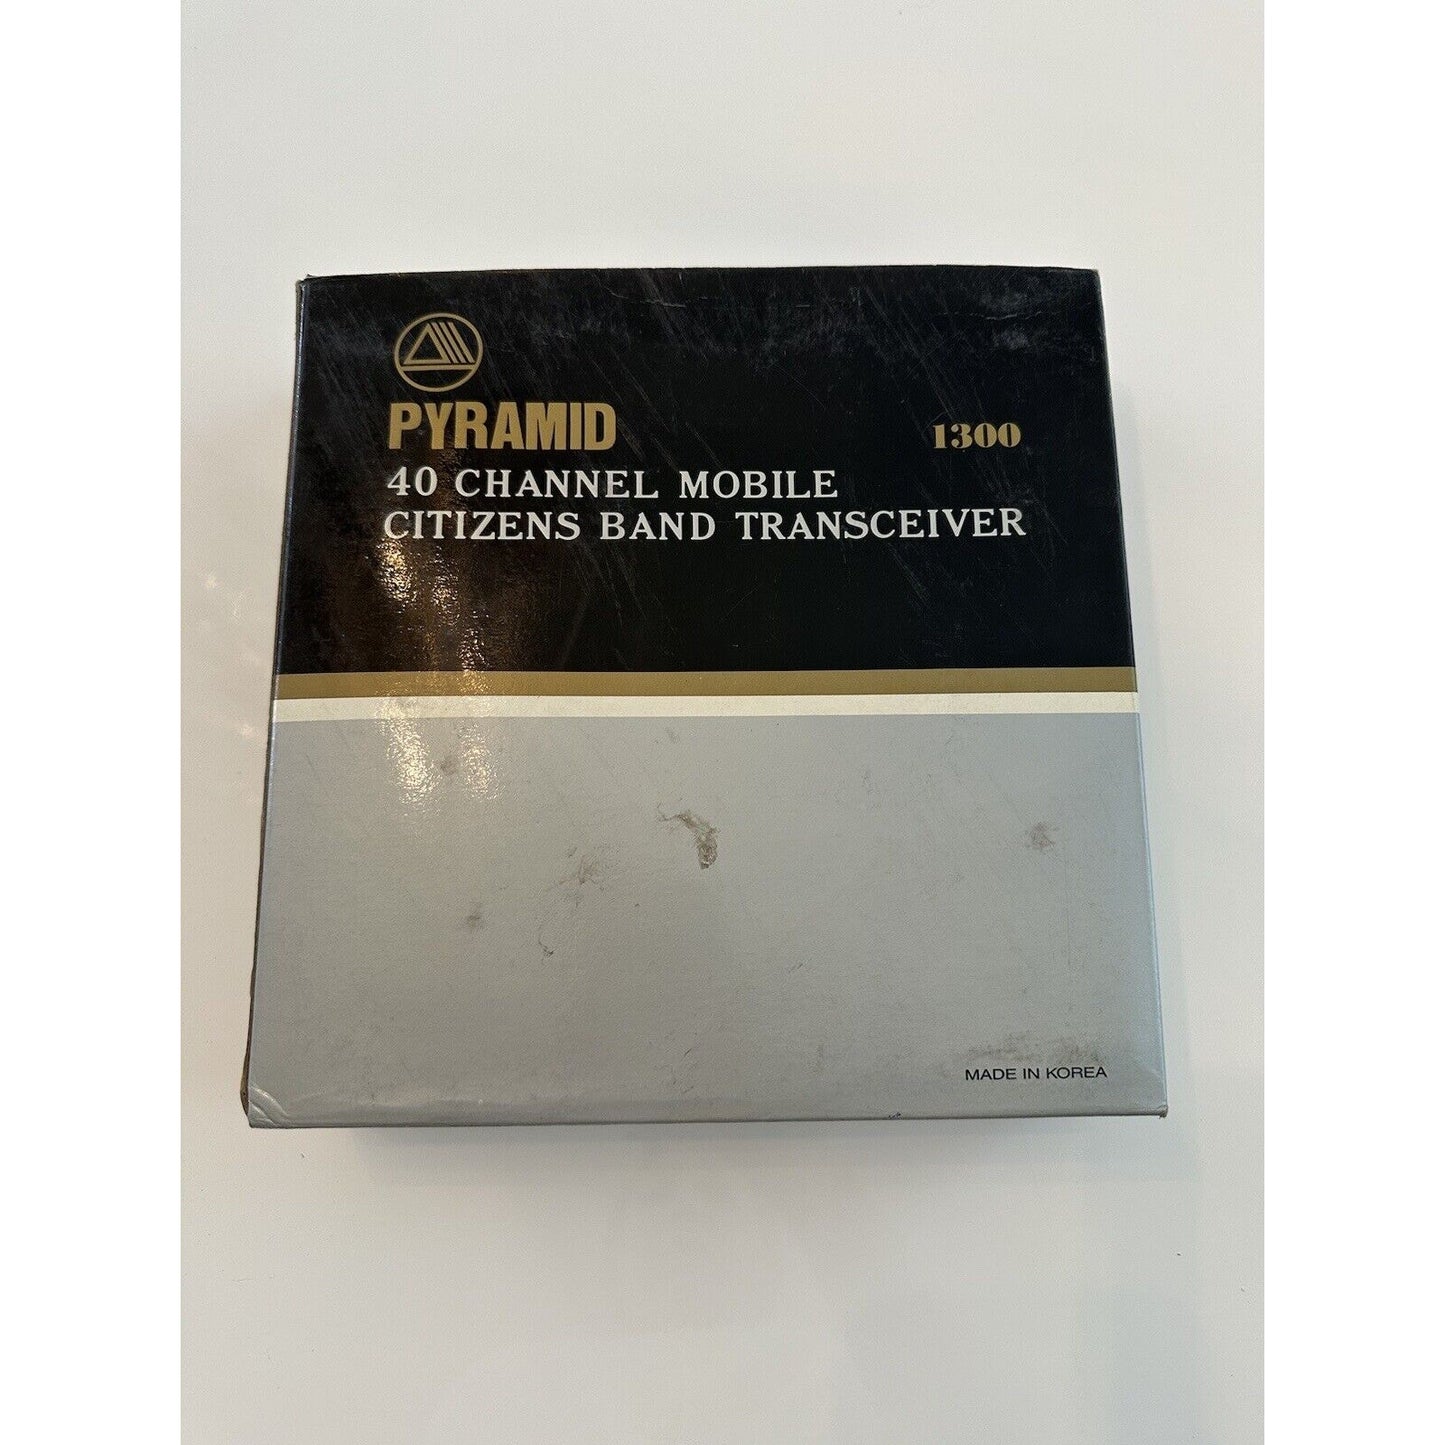 PYRAMID
1300
40 CHANNEL MOBILE
CITIZENS BAND TRANSCEIVER
MADE IN KOREA